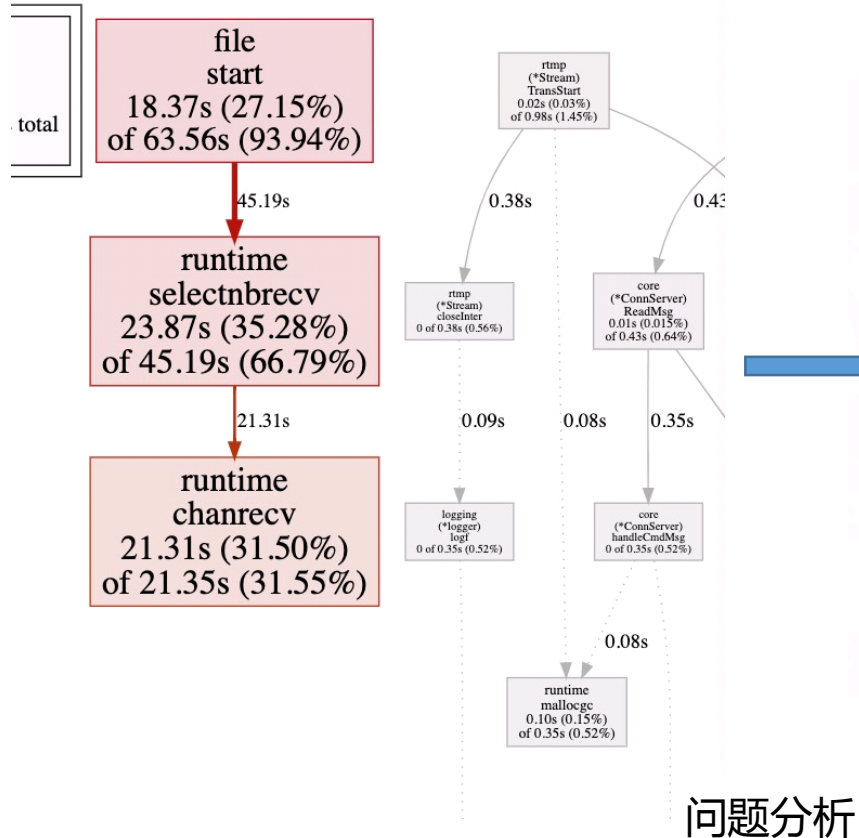 total
file
start
18.37s (27.15%)
of 63.56s (93.94%)
45.19s
runtime
selectnbrecv
23.87s (35.28%)
of 45.19s (66.79%)
21.31s
runtime
chanrecv
21.31s (31.50%)
of 21.35s (31.55%)
rtmp
(*Stream)
TransStart
0.02s (0.03%)
of 0.98s (1.45%)
0.38s
0.43
rtmp
(*Stream)
closeInter
0 of 0.38s (0.56%)
core
(*ConnServer)
ReadMsg
0.01s (0.015%)
of 0.43s (0.64%)
0.09s
0.08s
0.35s
logging
(*logger)
logf
0 of 0.35s (0.52%)
core
(*ConnServer)
handleCmdMsg
0 of 0.35s (0.52%)
0.08s
runtime
mallocgc
0.10s (0.15%)
of 0.35s (0.52%)
问题分析